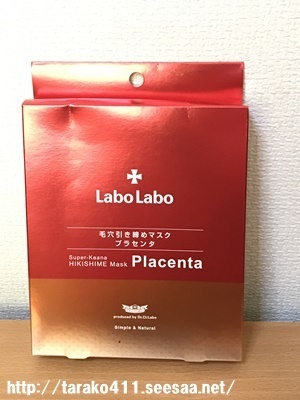 Labo Labo
毛穴引き締めマスク
プラセンタ
Super-Keana
HIKISHIME Mask Placenta
produced by Dr.Ci:Labo
Simple & Natural
http://tarako411.seesaa.net/